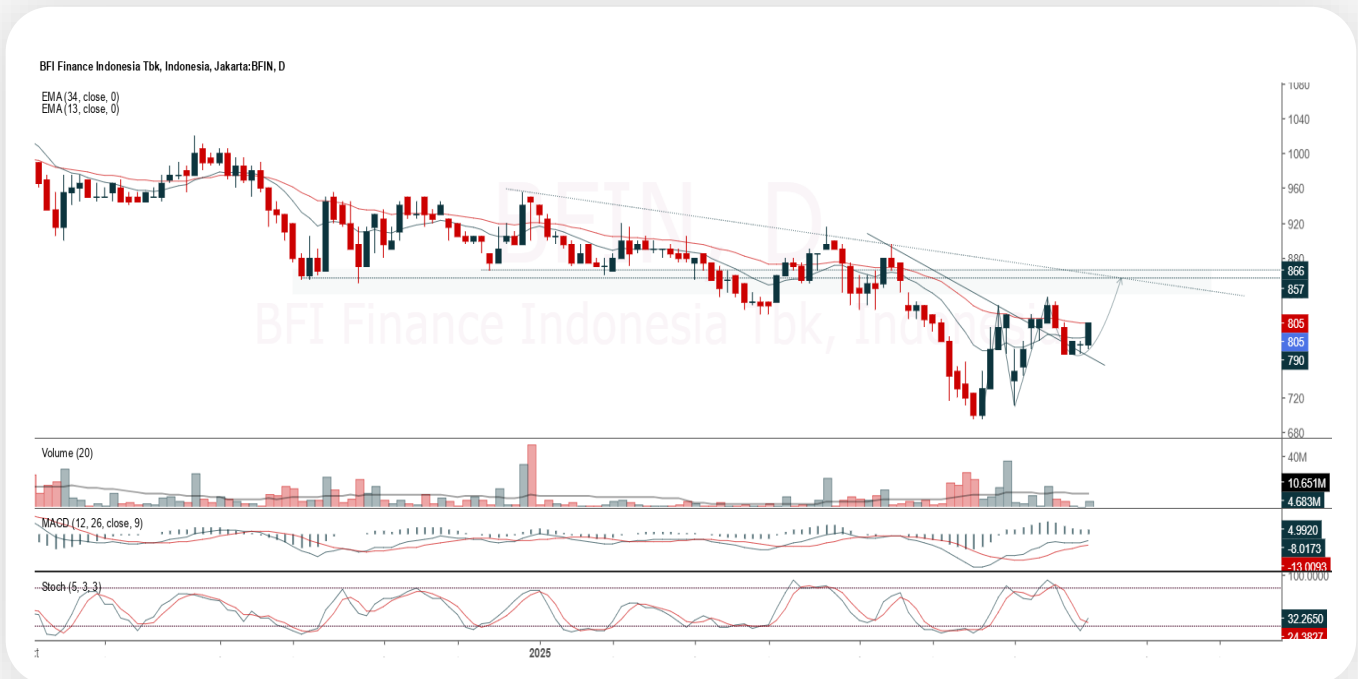 BFI Finance Indonesia Tbk, Indonesia, Jakarta:BFIN, D
EMA (34, close, 0)
EMA (13, close, 0)
1080
1040
1000
960
BFIN, D
920
880
866
857
BFI Finance Indonesia Tbk, Indonesia
805
805
790
720
680
Volume (20)
40M
10.651M
4.683M
MACD (12, 26, close, 9)
4.9920
-8.0173
-13.0093
100.0000
Stoch (5, 3, 3)
32.2650
24.3827
2025